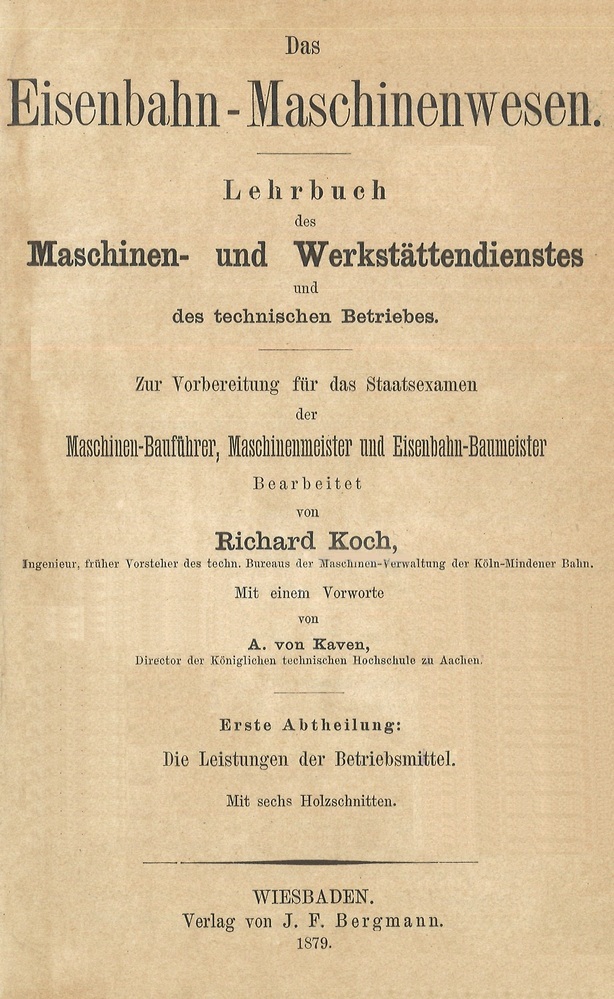 Das
Eisenbahn-Maschinenwesen.
Lehrbuch
des
Maschinen- und Werkstättendienstes
und
des technischen Betriebes.
Zur Vorbereitung für das Staatsexamen
der
Maschinen-Bauführer, Maschinenmeister und Eisenbahn-Baumeister
Bearbeitet
von
Richard Koch,
Ingenieur, früher Vorsteher des techn. Bureaus der Maschinen-Verwaltung der Köln-Mindener Bahn.
Mit einem Vorworte
von
A. von Kaven,
Director der Königlichen technischen Hochschule zu Aachen.
Erste Abtheilung:
Die Leistungen der Betriebsmittel.
Mit sechs Holzschnitten.
WIESBADEN.
Verlag von J. F. Bergmann.
1879.